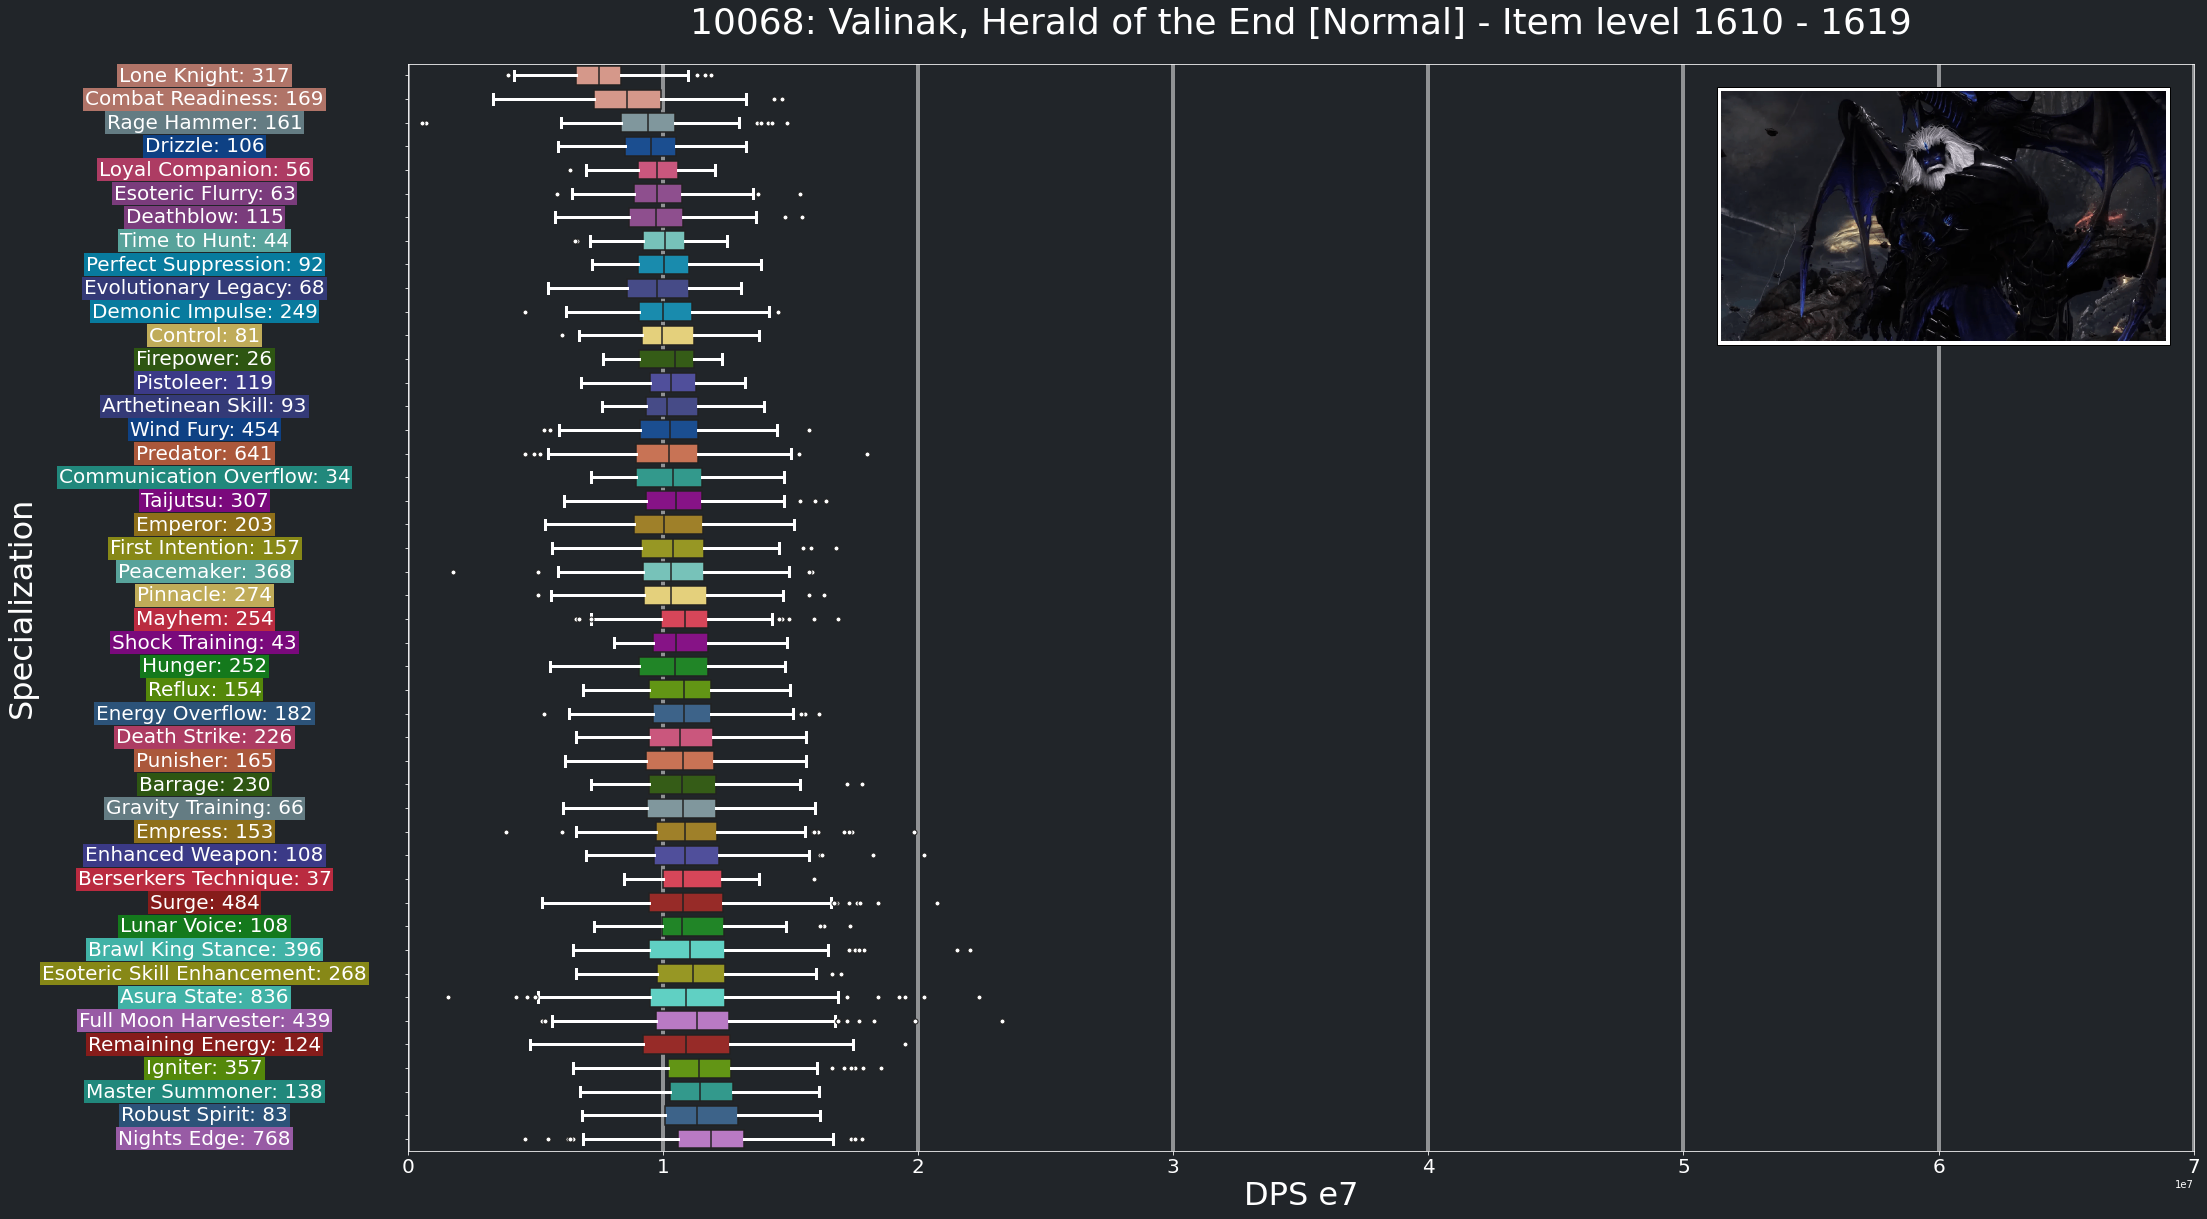 10068: Valinak, Herald of the End [Normal] - Item level 1610 - 1619
Lone Knight: 317
Combat Readiness: 169
Rage Hammer: 161
Drizzle: 106
Loyal Companion: 56
Esoteric Flurry: 63
Deathblow: 115
Time to Hunt: 44
Perfect Suppression: 92
Evolutionary Legacy: 68
Demonic Impulse: 249
Control: 81
Firepower: 26
Pistoleer: 119
Arthetinean Skill: 93
Wind Fury: 454
Predator: 641
Communication Overflow: 34
Taijutsu: 307
Emperor: 203
First Intention: 157
Peacemaker: 368
Pinnacle: 274
Mayhem: 254
Shock Training: 43
Hunger: 252
Reflux: 154
Energy Overflow: 182
Death Strike: 226
Punisher: 165
Barrage: 230
Gravity Training: 66
Empress: 153
Enhanced Weapon: 108
Berserkers Technique: 37
Surge: 484
Lunar Voice: 108
Brawl King Stance: 396
Esoteric Skill Enhancement: 268
Asura State: 836
Full Moon Harvester: 439
Remaining Energy: 124
Igniter: 357
Master Summoner: 138
Robust Spirit: 83
Nights Edge: 768
Specialization
0 1 2 3 4 5 6 7
1e7
DPS e7